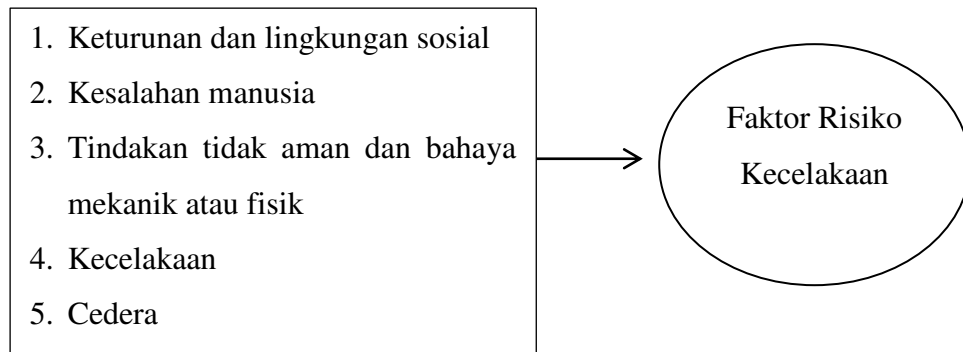 1. Keturunan dan lingkungan sosial
2. Kesalahan manusia
3. Tindakan tidak aman dan bahaya
mekanik atau fisik
4. Kecelakaan
5. Cedera
Faktor Risiko
Kecelakaan